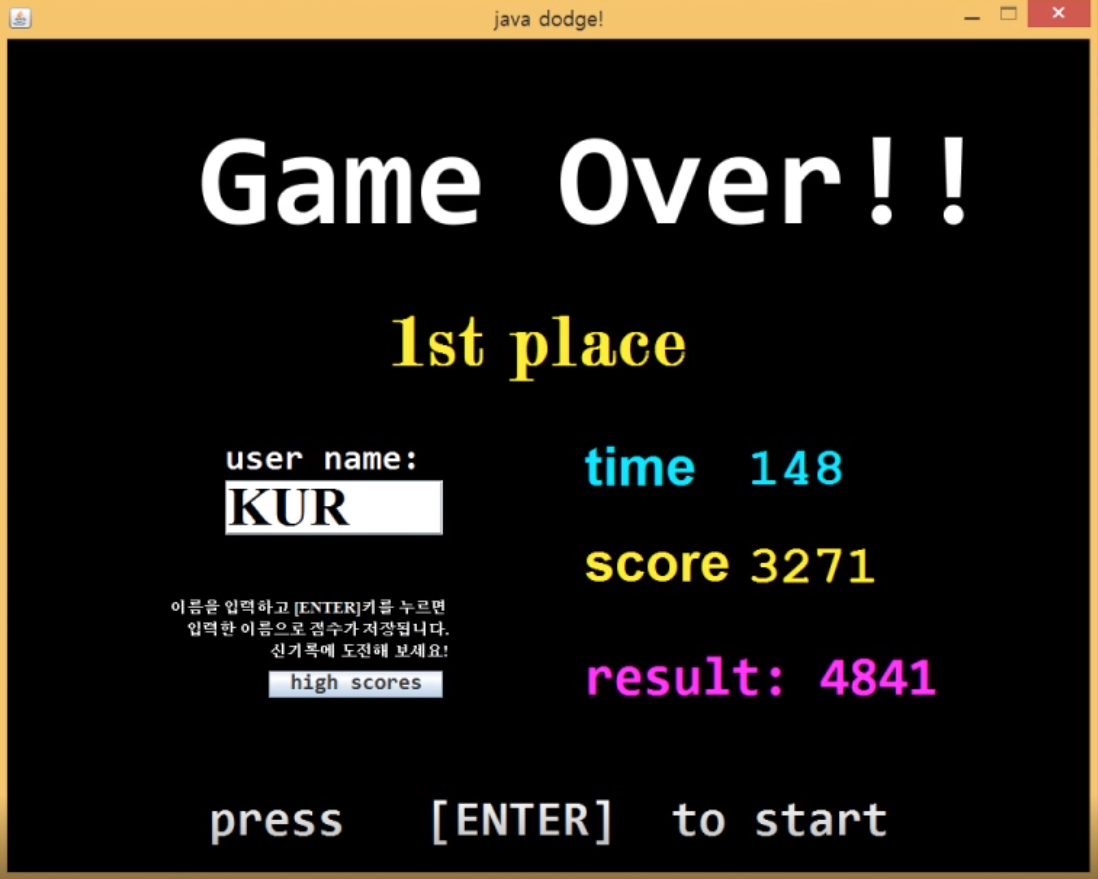 java dodge!
Game Over!!
1st place
user name:
KUR
이름을 입력하고 [ENTER]키를 누르면
입력한 이름으로 점수가 저장됩니다.
신기록에 도전해 보세요!
high scores
time 148
score 3271
result: 4841
press [ENTER] to start